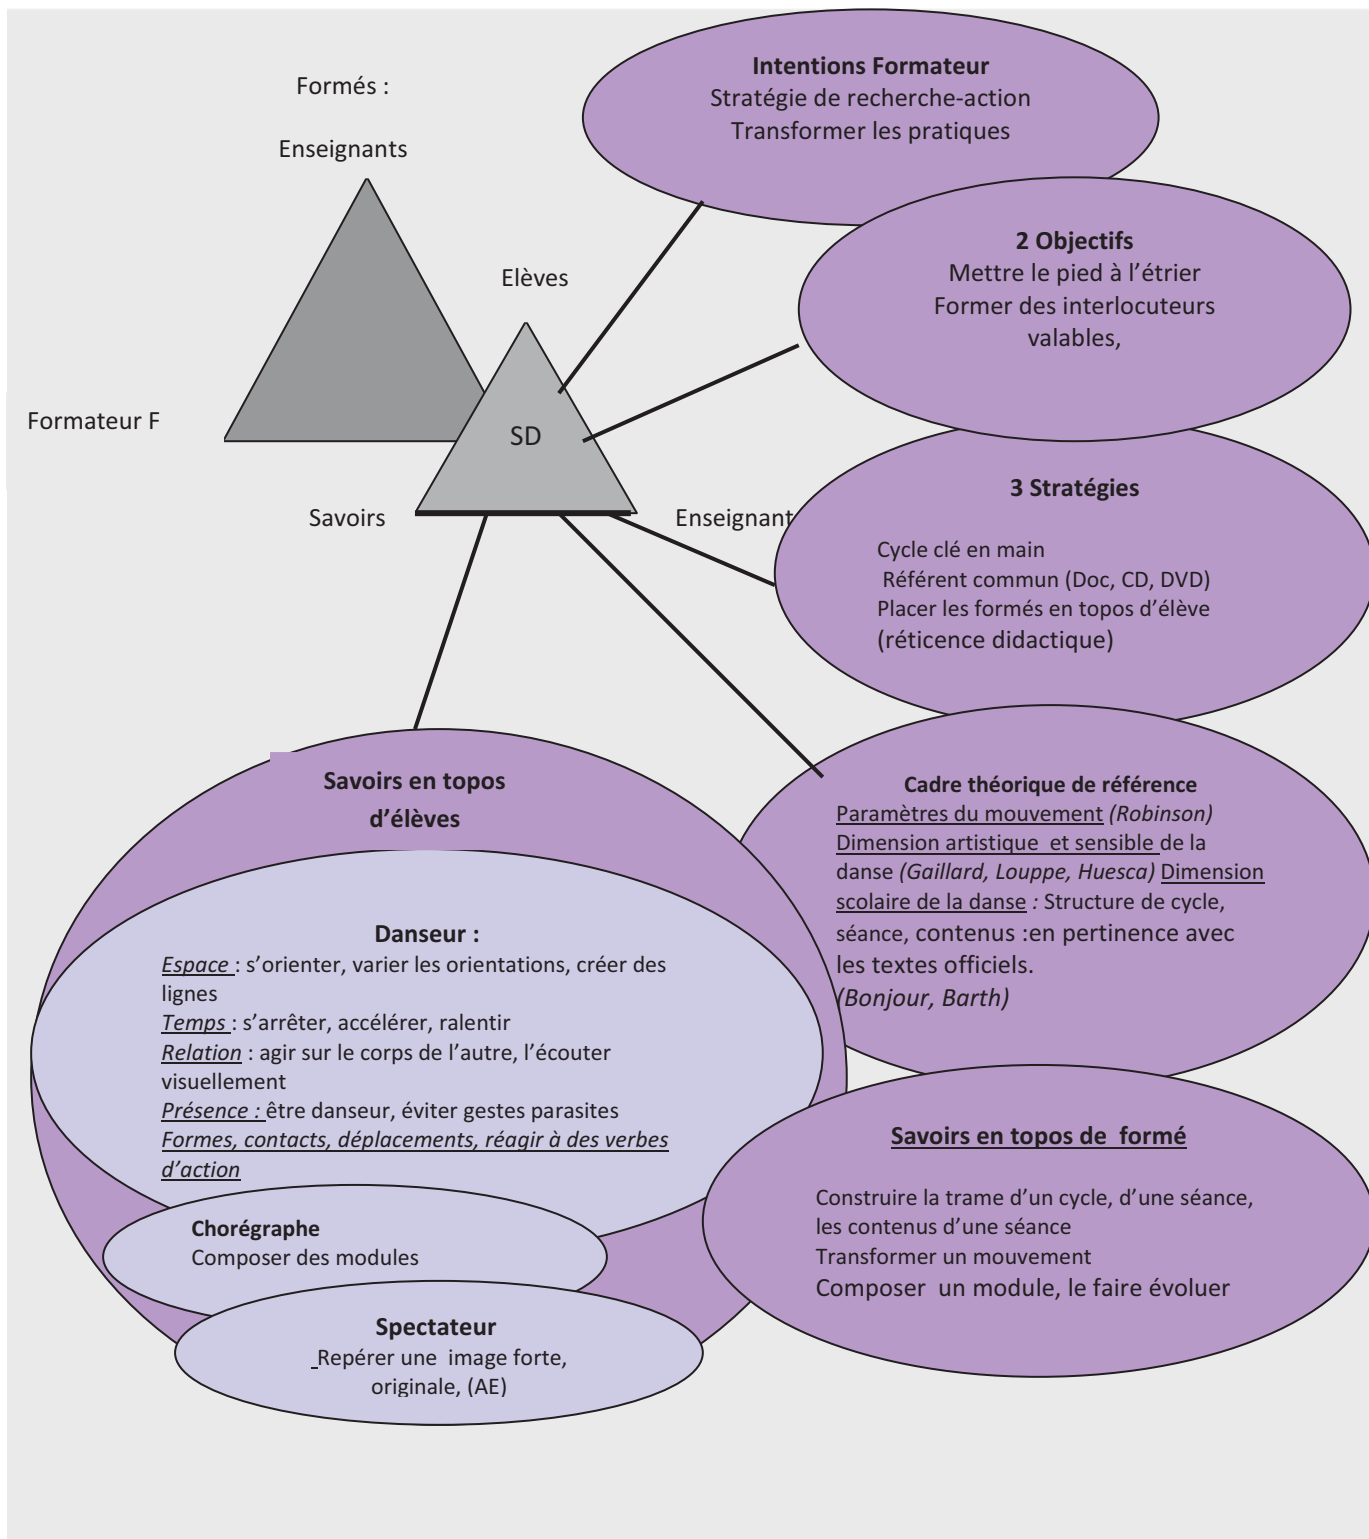 Formés :
Enseignants
Elèves
Formateur F
SD
Savoirs
Enseignant
Intentions Formateur
Stratégie de recherche-action
Transformer les pratiques
2 Objectifs
Mettre le pied à l’étrier
Former des interlocuteurs
valables,
3 Stratégies
Cycle clé en main
Référent commun (Doc, CD, DVD)
Placer les formés en topos d’élève
(réticence didactique)
Cadre théorique de référence
Paramètres du mouvement (Robinson)
Dimension artistique et sensible de la
danse (Gaillard, Louppe, Huesca) Dimension
scolaire de la danse : Structure de cycle,
séance, contenus :en pertinence avec
les textes officiels.
(Bonjour, Barth)
Savoirs en topos de formé
Construire la trame d’un cycle, d’une séance,
les contenus d’une séance
Transformer un mouvement
Composer un module, le faire évoluer
Savoirs en topos
d’élèves
Danseur :
Espace : s’orienter, varier les orientations, créer des
lignes
Temps : s’arrêter, accélérer, ralentir
Relation : agir sur le corps de l’autre, l’écouter
visuellement
Présence : être danseur, éviter gestes parasites
Formes, contacts, déplacements, réagir à des verbes
d’action
Chorégraphe
Composer des modules
Spectateur
Repérer une image forte,
originale, (AE)